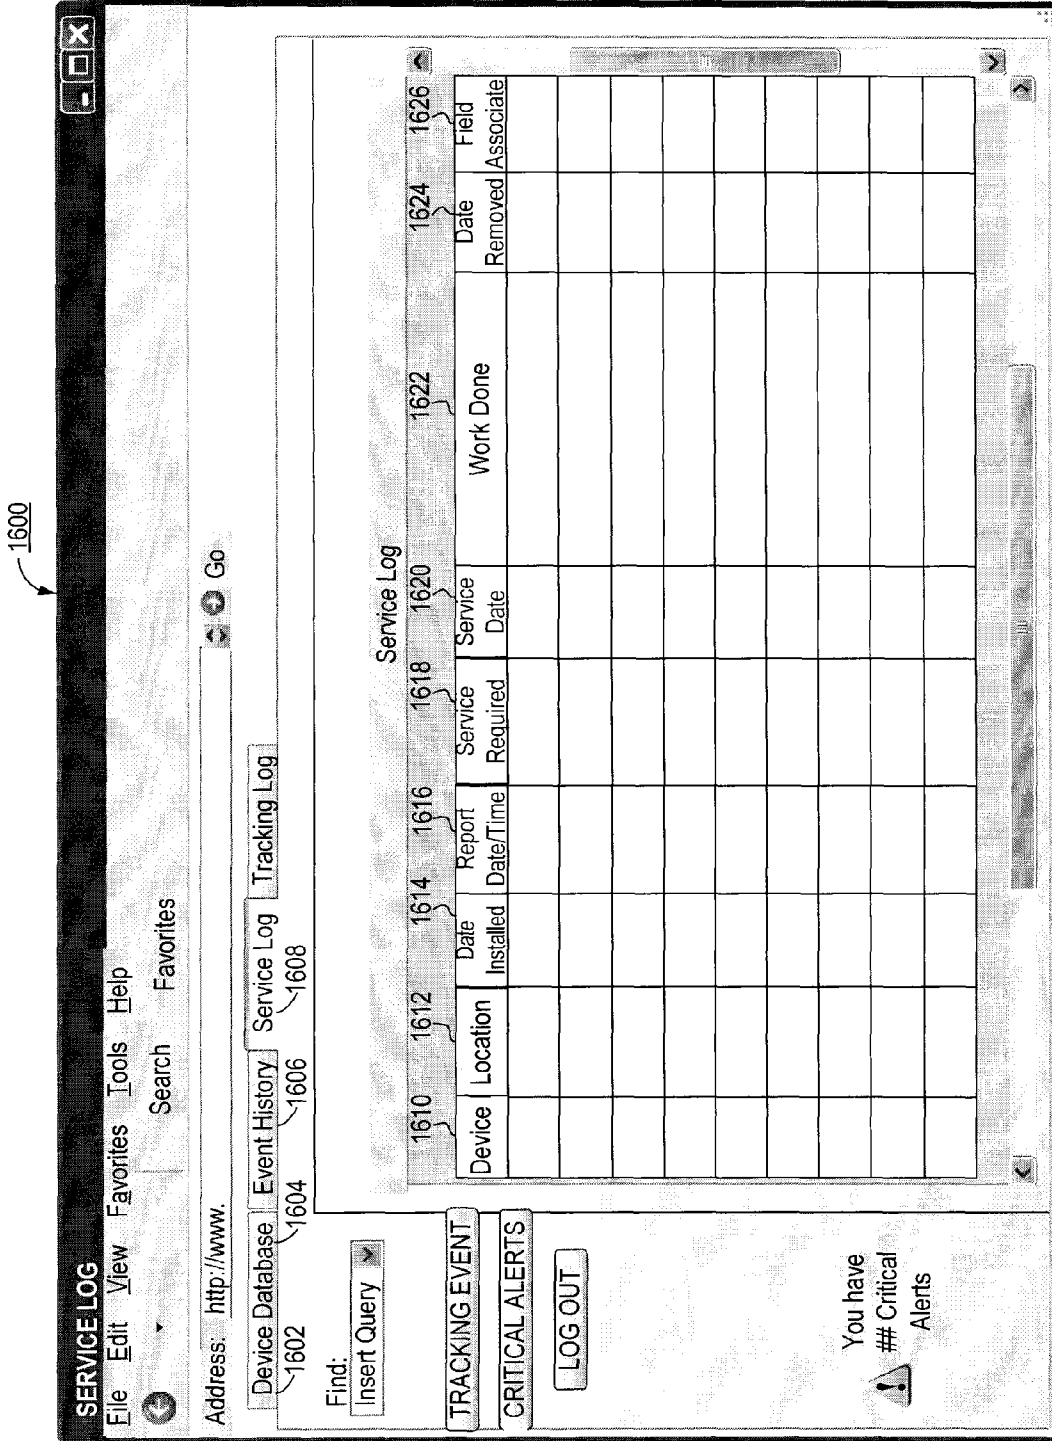 1600
SERVICE LOG
File Edit View Favorites Tools Help
Search Favorites
Address: http://www. Go
Device Database Event History Service Log Tracking Log
1602 1604 1606 1608
Find:
Insert Query
TRACKING EVENT
CRITICAL ALERTS
LOG OUT
You have
## Critical
Alerts
Service Log
1610 1612 1614 1616 1618 1620 1622 1624 1626
Device Location Date Installed Report Date/Time Service Required Service Date Work Done Date Removed Field Associate